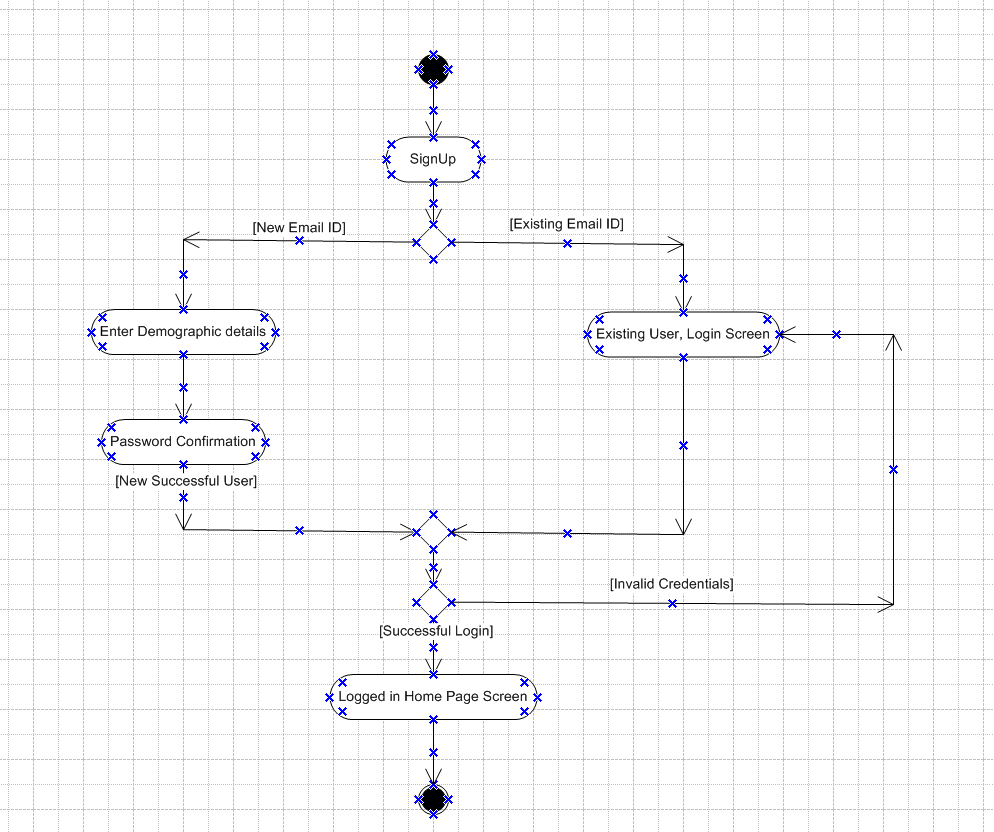 SignUp
[New Email ID]
[Existing Email ID]
Enter Demographic details
Existing User, Login Screen
Password Confirmation
[New Successful User]
[Invalid Credentials]
[Successful Login]
Logged in Home Page Screen